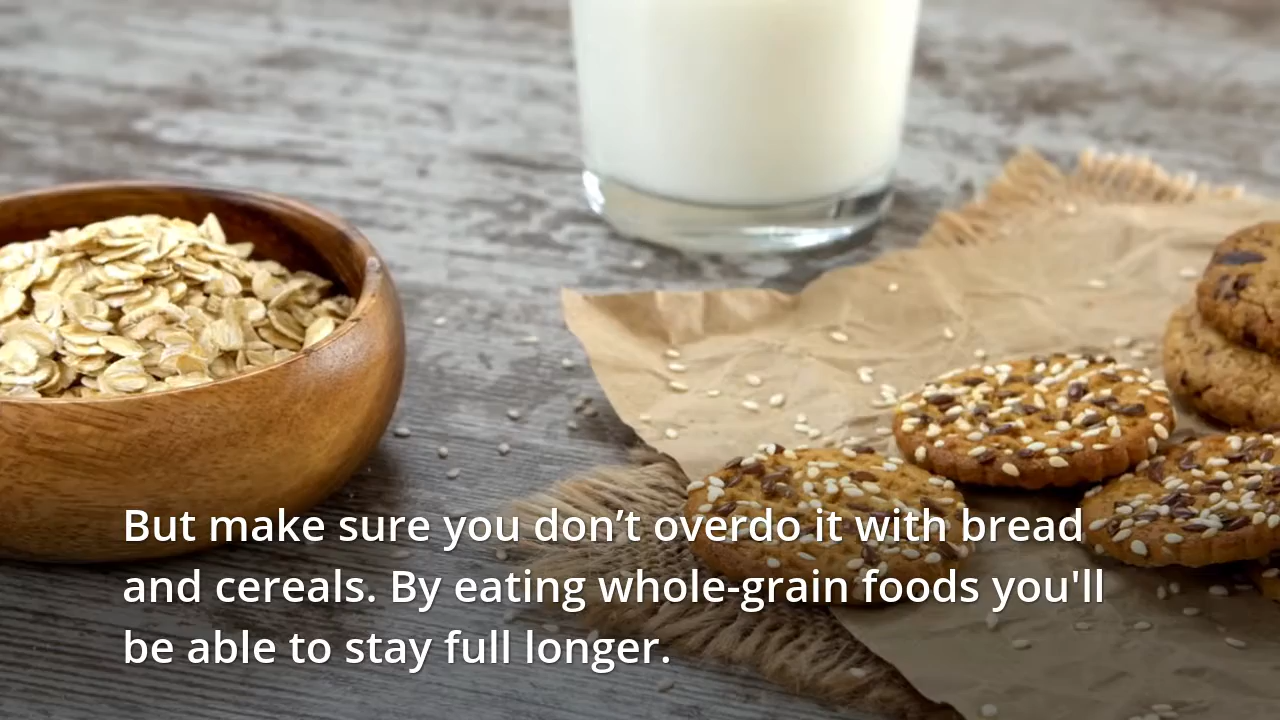 But make sure you don’t overdo it with bread
and cereals. By eating whole-grain foods you'll
be able to stay full longer.